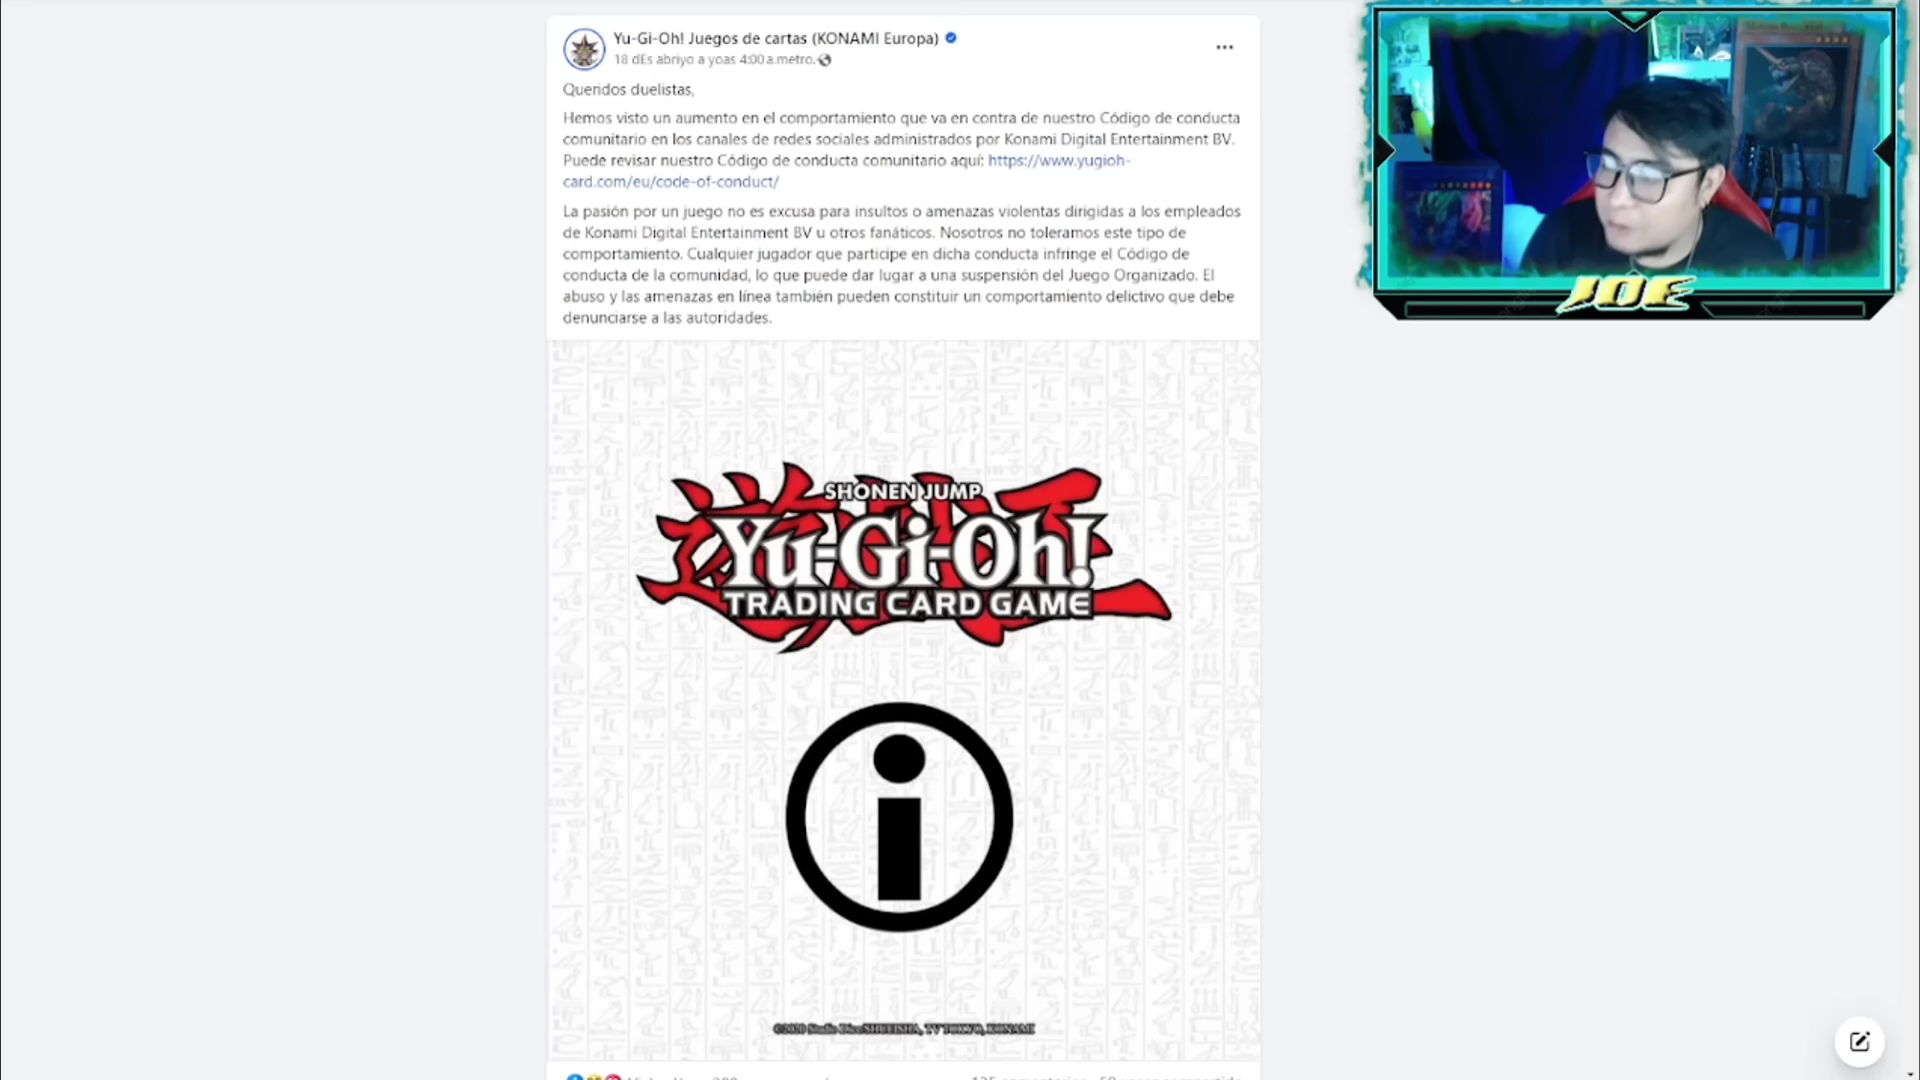 Yu-Gi-Oh! Juegos de cartas (KONAMI Europa)
18 dEs abriyo a yoas 4:00 a.metro.
Queridos duelistas,
Hemos visto un aumento en el comportamiento que va en contra de nuestro Código de conducta
comunitario en los canales de redes sociales administrados por Konami Digital Entertainment BV.
Puede revisar nuestro Código de conducta comunitario aquí: https://www.yugioh-
card.com/eu/code-of-conduct/
La pasión por un juego no es excusa para insultos o amenazas violentas dirigidas a los empleados
de Konami Digital Entertainment BV u otros fanáticos. Nosotros no toleramos este tipo de
comportamiento. Cualquier jugador que participe en dicha conducta infringe el Código de
conducta de la comunidad, lo que puede dar lugar a una suspensión del Juego Organizado. El
abuso y las amenazas en línea también pueden constituir un comportamiento delictivo que debe
denunciarse a las autoridades.
JOE
SHONEN JUMP
Yu-Gi-Oh!
TRADING CARD GAME
©2020 Studio Dice/SHUEISHA, TV TOKYO, KONAMI